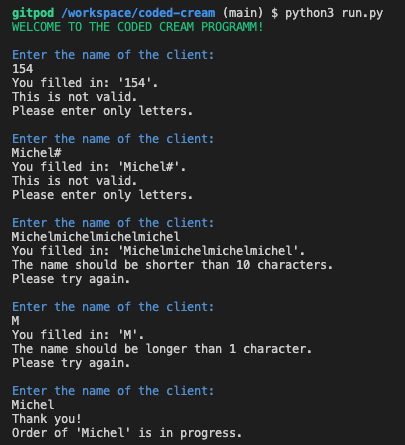 gitpod /workspace/coded-cream (main) $ python3 run.py
WELCOME TO THE CODED CREAM PROGRAMM!
Enter the name of the client:
154
You filled in: '154'.
This is not valid.
Please enter only letters.
Enter the name of the client:
Michel#
You filled in: 'Michel#'.
This is not valid.
Please enter only letters.
Enter the name of the client:
Michelmichelmichelmichel
You filled in: 'Michelmichelmichelmichel'.
The name should be shorter than 10 characters.
Please try again.
Enter the name of the client:
M
You filled in: 'M'.
The name should be longer than 1 character.
Please try again.
Enter the name of the client:
Michel
Thank you!
Order of 'Michel' is in progress.